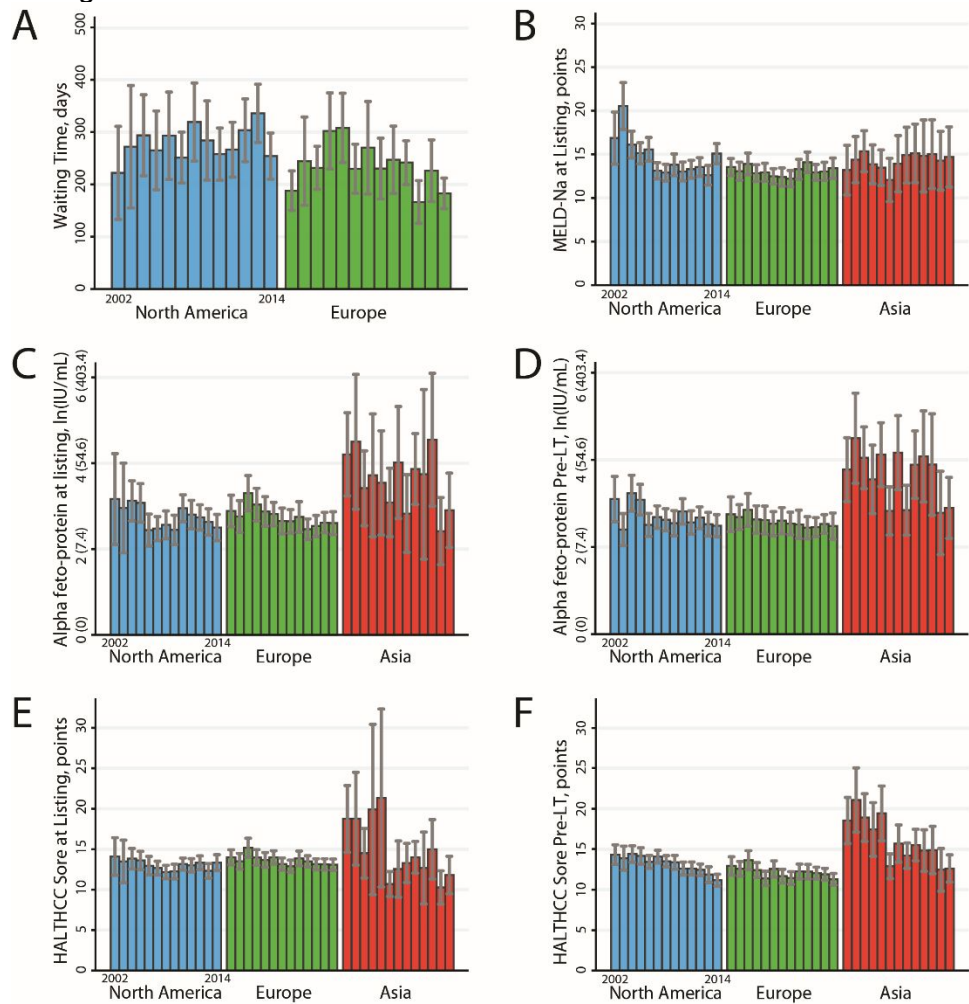 A
Waiting Time, days
500
400
300
200
100
0
2002
2014
North America
Europe
B
MELD-Na at Listing, points
30
25
20
15
10
5
0
2002
2014
North America
Europe
Asia
C
Alpha feto-protein at listing, ln(IU/mL)
6 (403.4)
4 (54.6)
2 (7.4)
0 (0)
2002
2014
North America
Europe
Asia
D
Alpha feto-protein Pre-LT, ln(IU/mL)
6 (403.4)
4 (54.6)
2 (7.4)
0 (0)
2002
2014
North America
Europe
Asia
E
HALTHCC Sore at Listing, points
30
25
20
15
10
5
0
2002
2014
North America
Europe
Asia
F
HALTHCC Sore Pre-LT, points
30
25
20
15
10
5
0
2002
2014
North America
Europe
Asia